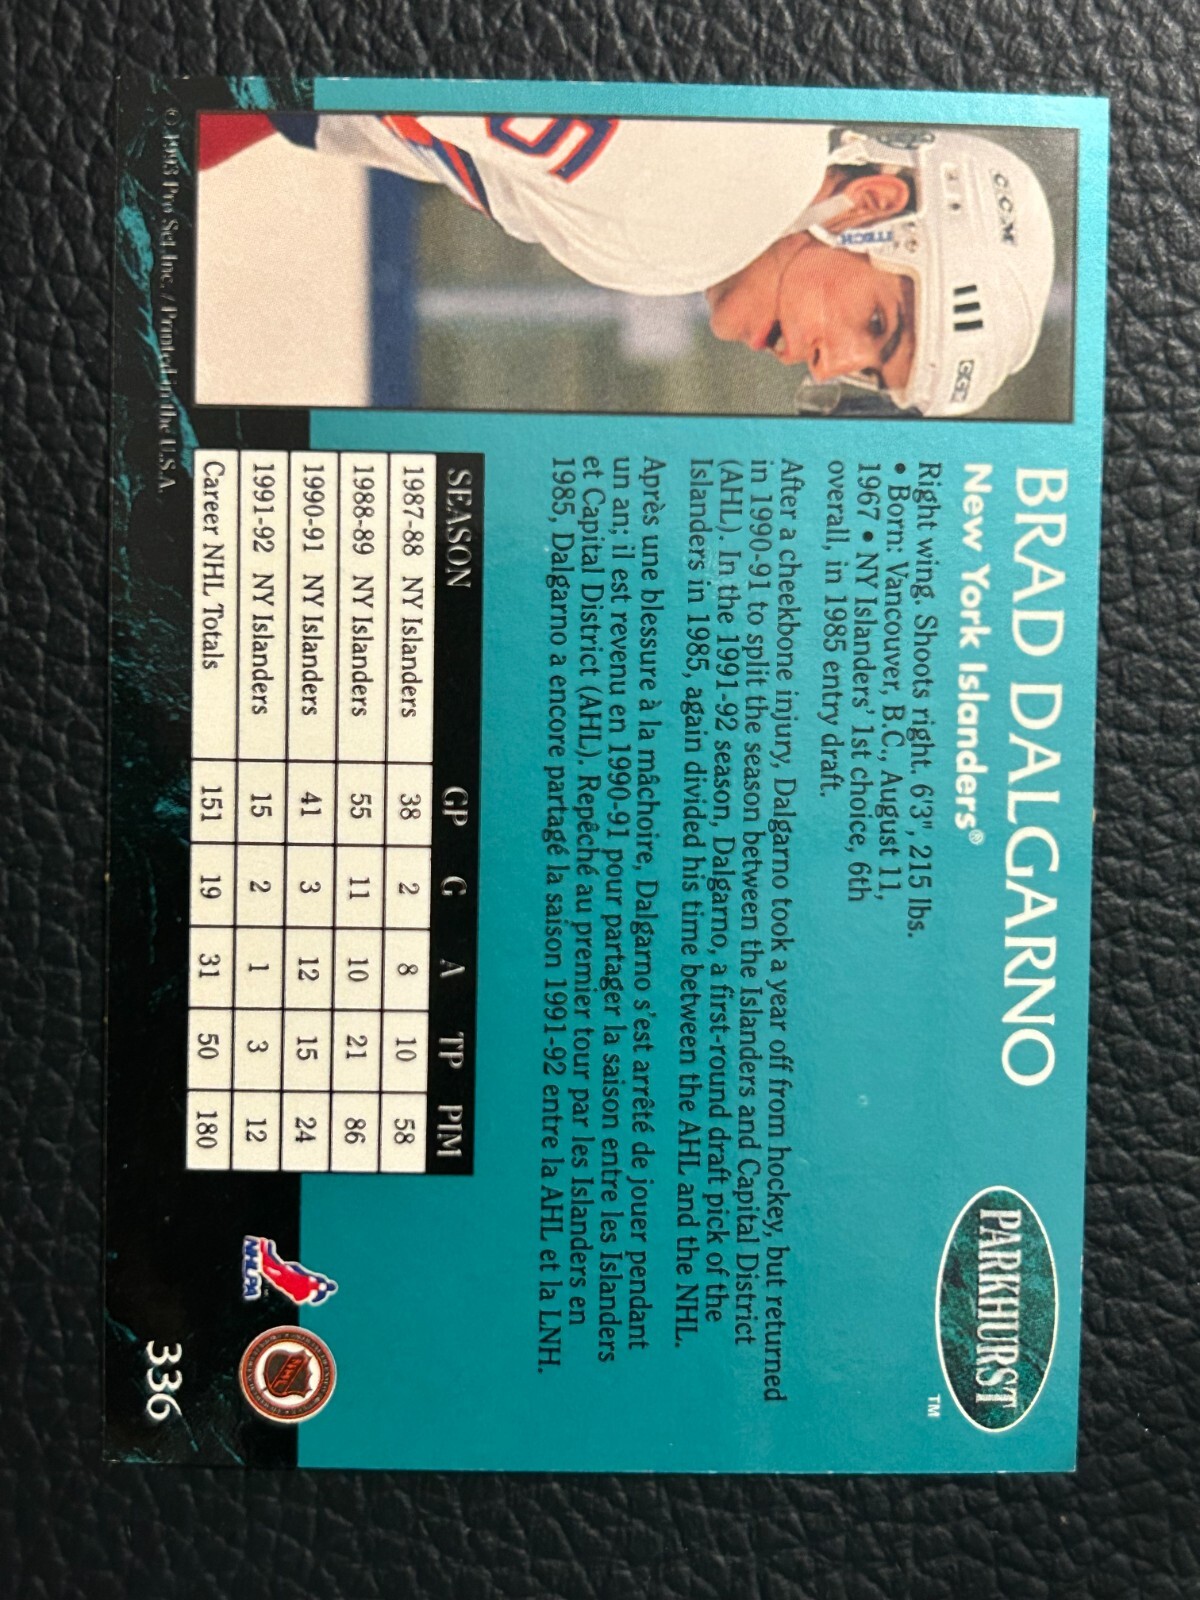 BRAD DALGARNO
New York Islanders®
Right wing. Shoots right. 6'3", 215 lbs.
• Born: Vancouver, B.C., August 11,
1967 • NY Islanders' 1st choice, 6th
overall, in 1985 entry draft.
PARKHURST
TM
After a cheekbone injury, Dalgarno took a year off from hockey, but returned
in 1990-91 to split the season between the Islanders and Capital District
(AHL). In the 1991-92 season, Dalgarno, a first-round draft pick of the
Islanders in 1985, again divided his time between the AHL and the NHL.
Après une blessure à la mâchoire, Dalgarno s'est arrêté de jouer pendant
un an; il est revenu en 1990-91 pour partager la saison entre les Islanders
et Capital District (AHL). Repêché au premier tour par les Islanders en
1985, Dalgarno a encore partagé la saison 1991-92 entre la AHL et la LNH.
SEASON GP G A TP PIM
1987-88 NY Islanders 38 2 8 10 58
1988-89 NY Islanders 55 11 10 21 86
1990-91 NY Islanders 41 3 12 15 24
1991-92 NY Islanders 15 2 1 3 12
Career NHL Totals 151 19 31 50 180
© 1993 Pro Set, Inc. / Printed in the U.S.A.
NHLPA
NHL
336
CCM
ITECH